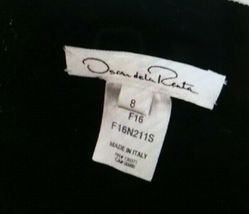 Oscar de la Renta
8
F16
F16N211S
MADE IN ITALY